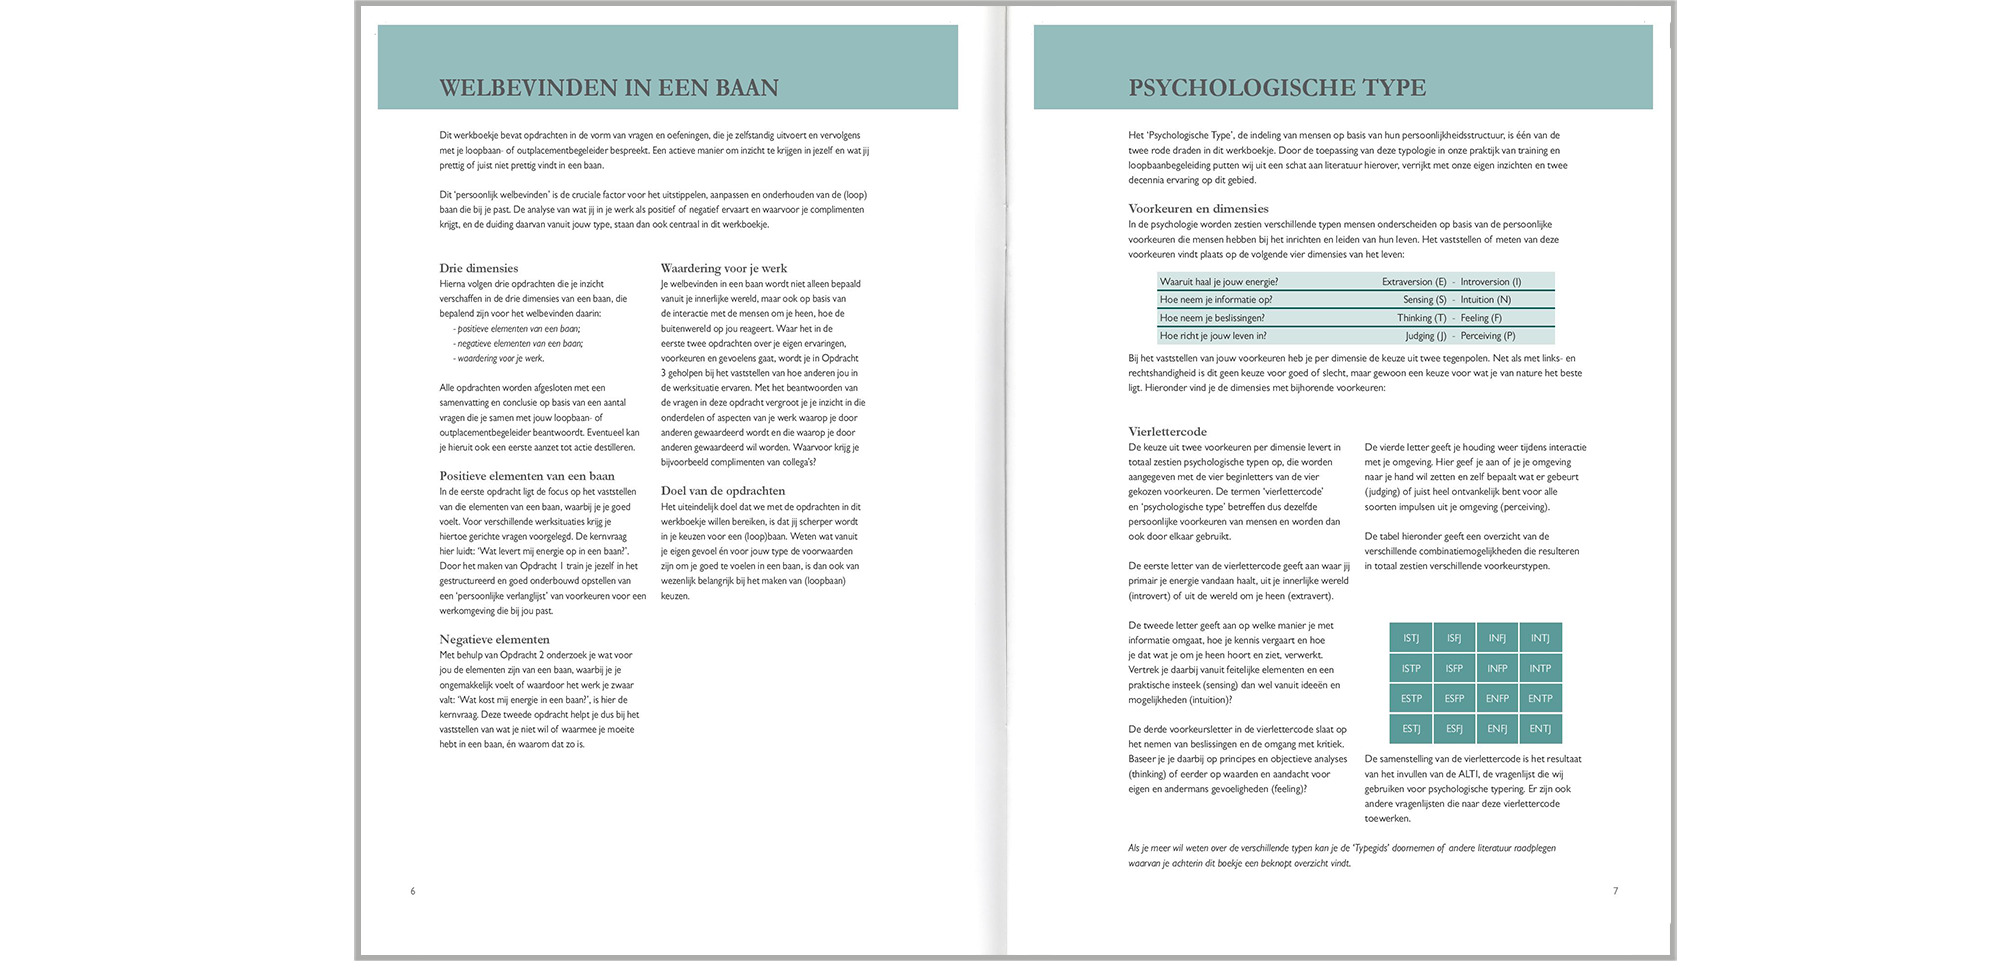 WELBEVINDEN IN EEN BAAN
Dit werkboekje bevat opdrachten in de vorm van vragen en oefeningen, die je zelfstandig uitvoert en vervolgens
met je loopbaan- of outplacementbegeleider bespreekt. Een actieve manier om inzicht te krijgen in jezelf en wat jij
prettig of juist niet prettig vindt in een baan.
Dit ‘persoonlijk welbevinden’ is de cruciale factor voor het uitstippelen, aanpassen en onderhouden van de (loop)
baan die bij je past. De analyse van wat jij in je werk als positief of negatief ervaart en waarvoor je complimenten
krijgt, en de duiding daarvan vanuit jouw type, staan dan ook centraal in dit werkboekje.
Drie dimensies
Hierna volgen drie opdrachten die je inzicht
verschaffen in de drie dimensies van een baan, die
bepalend zijn voor het welbevinden daarin:
- positieve elementen van een baan;
- negatieve elementen van een baan;
- waardering voor je werk.
Alle opdrachten worden afgesloten met een
samenvatting en conclusie op basis van een aantal
vragen die je samen met jouw loopbaan- of
outplacementbegeleider beantwoordt. Eventueel kan
je hieruit ook een eerste aanzet tot actie destilleren.
Positieve elementen van een baan
In de eerste opdracht ligt de focus op het vaststellen
van die elementen van een baan, waarbij je je goed
voelt. Voor verschillende werksituaties krijg je
hiertoe gerichte vragen voorgelegd. De kernvraag
hier luidt: ‘Wat levert mij energie op in een baan?’.
Door het maken van Opdracht 1 train je jezelf in het
gestructureerd en goed onderbouwd opstellen van
een ‘persoonlijke verlanglijst’ van voorkeuren voor een
werkomgeving die bij jou past.
Negatieve elementen
Met behulp van Opdracht 2 onderzoek je wat voor
jou de elementen zijn van een baan, waarbij je je
ongemakkelijk voelt of waardoor het werk je zwaar
valt: ‘Wat kost mij energie in een baan?’, is hier de
kernvraag. Deze tweede opdracht helpt je dus bij het
vaststellen van wat je niet wil of waarmee je moeite
hebt in een baan, én waarom dat zo is.
Waardering voor je werk
Je welbevinden in een baan wordt niet alleen bepaald
vanuit je innerlijke wereld, maar ook op basis van
de interactie met de mensen om je heen, hoe de
buitenwereld op jou reageert. Waar het in de
eerste twee opdrachten over je eigen ervaringen,
voorkeuren en gevoelens gaat, wordt je in Opdracht
3 geholpen bij het vaststellen van hoe anderen jou in
de werksituatie ervaren. Met het beantwoorden van
de vragen in deze opdracht vergroot je je inzicht in die
onderdelen of aspecten van je werk waarop je door
anderen gewaardeerd wordt en die waarop je door
anderen gewaardeerd wil worden. Waarvoor krijg je
bijvoorbeeld complimenten van collega’s?
Doel van de opdrachten
Het uiteindelijk doel dat we met de opdrachten in dit
werkboekje willen bereiken, is dat jij scherper wordt
in je keuzen voor een (loop)baan. Weten wat vanuit
je eigen gevoel én voor jouw type de voorwaarden
zijn om je goed te voelen in een baan, is dan ook van
wezenlijk belangrijk bij het maken van (loopbaan)
keuzen.
6
PSYCHOLOGISCHE TYPE
Het ‘Psychologische Type’, de indeling van mensen op basis van hun persoonlijkheidsstructuur, is één van de
twee rode draden in dit werkboekje. Door de toepassing van deze typologie in onze praktijk van training en
loopbaanbegeleiding putten wij uit een schat aan literatuur hierover, verrijkt met onze eigen inzichten en twee
decennia ervaring op dit gebied.
Voorkeuren en dimensies
In de psychologie worden zestien verschillende typen mensen onderscheiden op basis van de persoonlijke
voorkeuren die mensen hebben bij het inrichten en leiden van hun leven. Het vaststellen of meten van deze
voorkeuren vindt plaats op de volgende vier dimensies van het leven:
Waaruit haal je jouw energie? Extraversion (E) - Introversion (I)
Hoe neem je informatie op? Sensing (S) - Intuition (N)
Hoe neem je beslissingen? Thinking (T) - Feeling (F)
Hoe richt je jouw leven in? Judging (J) - Perceiving (P)
Bij het vaststellen van jouw voorkeuren heb je per dimensie de keuze uit twee tegenpolen. Net als met links- en
rechtshandigheid is dit geen keuze voor goed of slecht, maar gewoon een keuze voor wat je van nature het beste
ligt. Hieronder vind je de dimensies met bijhorende voorkeuren:
Vierlettercode
De keuze uit twee voorkeuren per dimensie levert in
totaal zestien psychologische typen op, die worden
aangegeven met de vier beginletters van de vier
gekozen voorkeuren. De termen ‘vierlettercode’
en ‘psychologische type’ betreffen dus dezelfde
persoonlijke voorkeuren van mensen en worden dan
ook door elkaar gebruikt.
De eerste letter van de vierlettercode geeft aan waar jij
primair je energie vandaan haalt, uit je innerlijke wereld
(introvert) of uit de wereld om je heen (extravert).
De tweede letter geeft aan op welke manier je met
informatie omgaat, hoe je kennis vergaart en hoe
je dat wat je om je heen hoort en ziet, verwerkt.
Vertrek je daarbij vanuit feitelijke elementen en een
praktische insteek (sensing) dan wel vanuit ideeën en
mogelijkheden (intuition)?
De derde voorkeursletter in de vierlettercode slaat op
het nemen van beslissingen en de omgang met kritiek.
Baseer je je daarbij op principes en objectieve analyses
(thinking) of eerder op waarden en aandacht voor
eigen en andermans gevoeligheden (feeling)?
De vierde letter geeft je houding weer tijdens interactie
met je omgeving. Hier geef je aan of je je omgeving
naar je hand wil zetten en zelf bepaalt wat er gebeurt
(judging) of juist heel ontvankelijk bent voor alle
soorten impulsen uit je omgeving (perceiving).
De tabel hieronder geeft een overzicht van de
verschillende combinatiemogelijkheden die resulteren
in totaal zestien verschillende voorkeurstypen.
ISTJ ISFJ INFJ INTJ
ISTP ISFP INFP INTP
ESTP ESFP ENFP ENTP
ESTJ ESFJ ENFJ ENTJ
De samenstelling van de vierlettercode is het resultaat
van het invullen van de ALTI, de vragenlijst die wij
gebruiken voor psychologische typering. Er zijn ook
andere vragenlijsten die naar deze vierlettercode
toewerken.
Als je meer wil weten over de verschillende typen kan je de ‘Typegids’ doornemen of andere literatuur raadplegen
waarvan je achterin dit boekje een beknopt overzicht vindt.
7